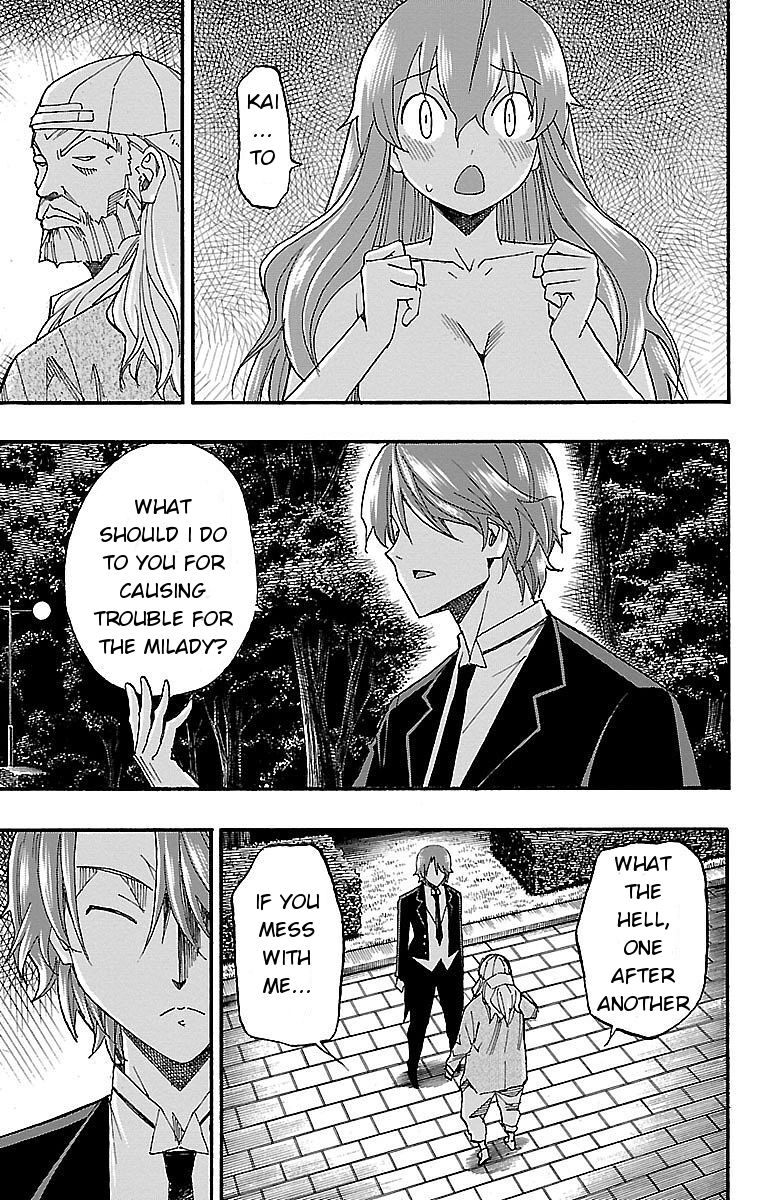 KAI
...
TO
WHAT
SHOULD I DO
TO YOU FOR
CAUSING
TROUBLE FOR
THE MILADY?
WHAT
THE
HELL,
ONE
AFTER
ANOTHER
IF YOU
MESS
WITH
ME...